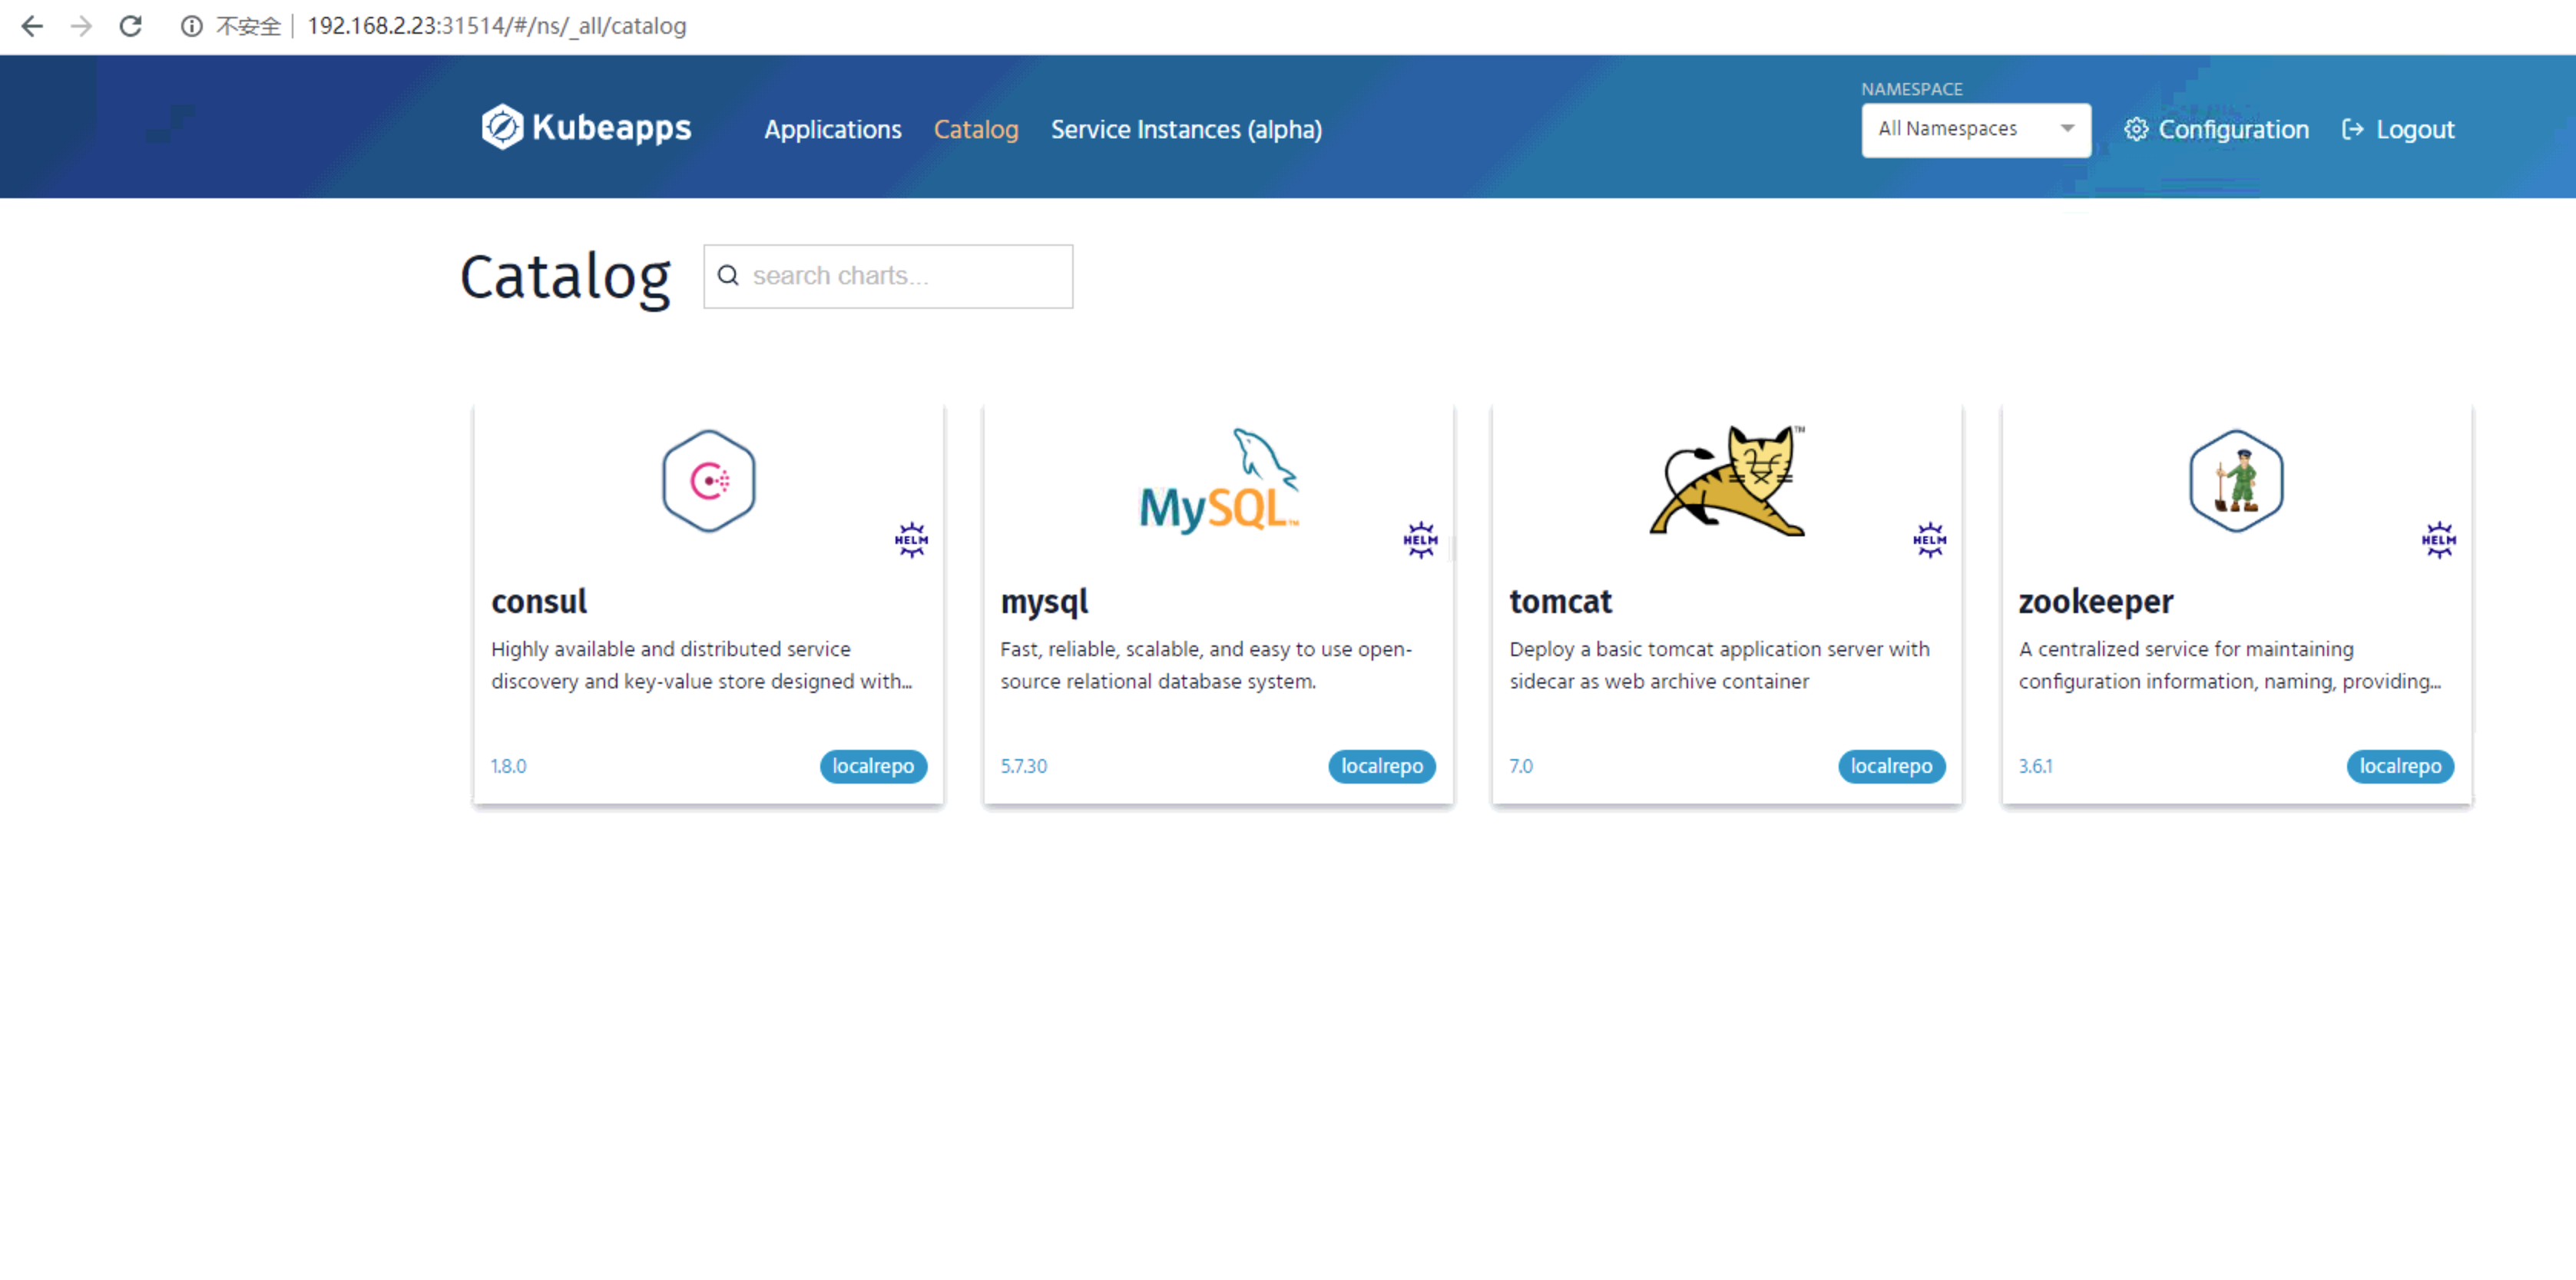 不安全 192.168.2.23:31514/#/ns/_all/catalog
NAMESPACE
Kubeapps Applications Catalog Service Instances (alpha) All Namespaces Configuration Logout
Catalog search charts...
MySQL™
TM
HELM HELM HELM HELM
consul
Highly available and distributed service
discovery and key-value store designed with...
1.8.0 localrepo
mysql
Fast, reliable, scalable, and easy to use open-
source relational database system.
5.7.30 localrepo
tomcat
Deploy a basic tomcat application server with
sidecar as web archive container
7.0 localrepo
zookeeper
A centralized service for maintaining
configuration information, naming, providing...
3.6.1 localrepo